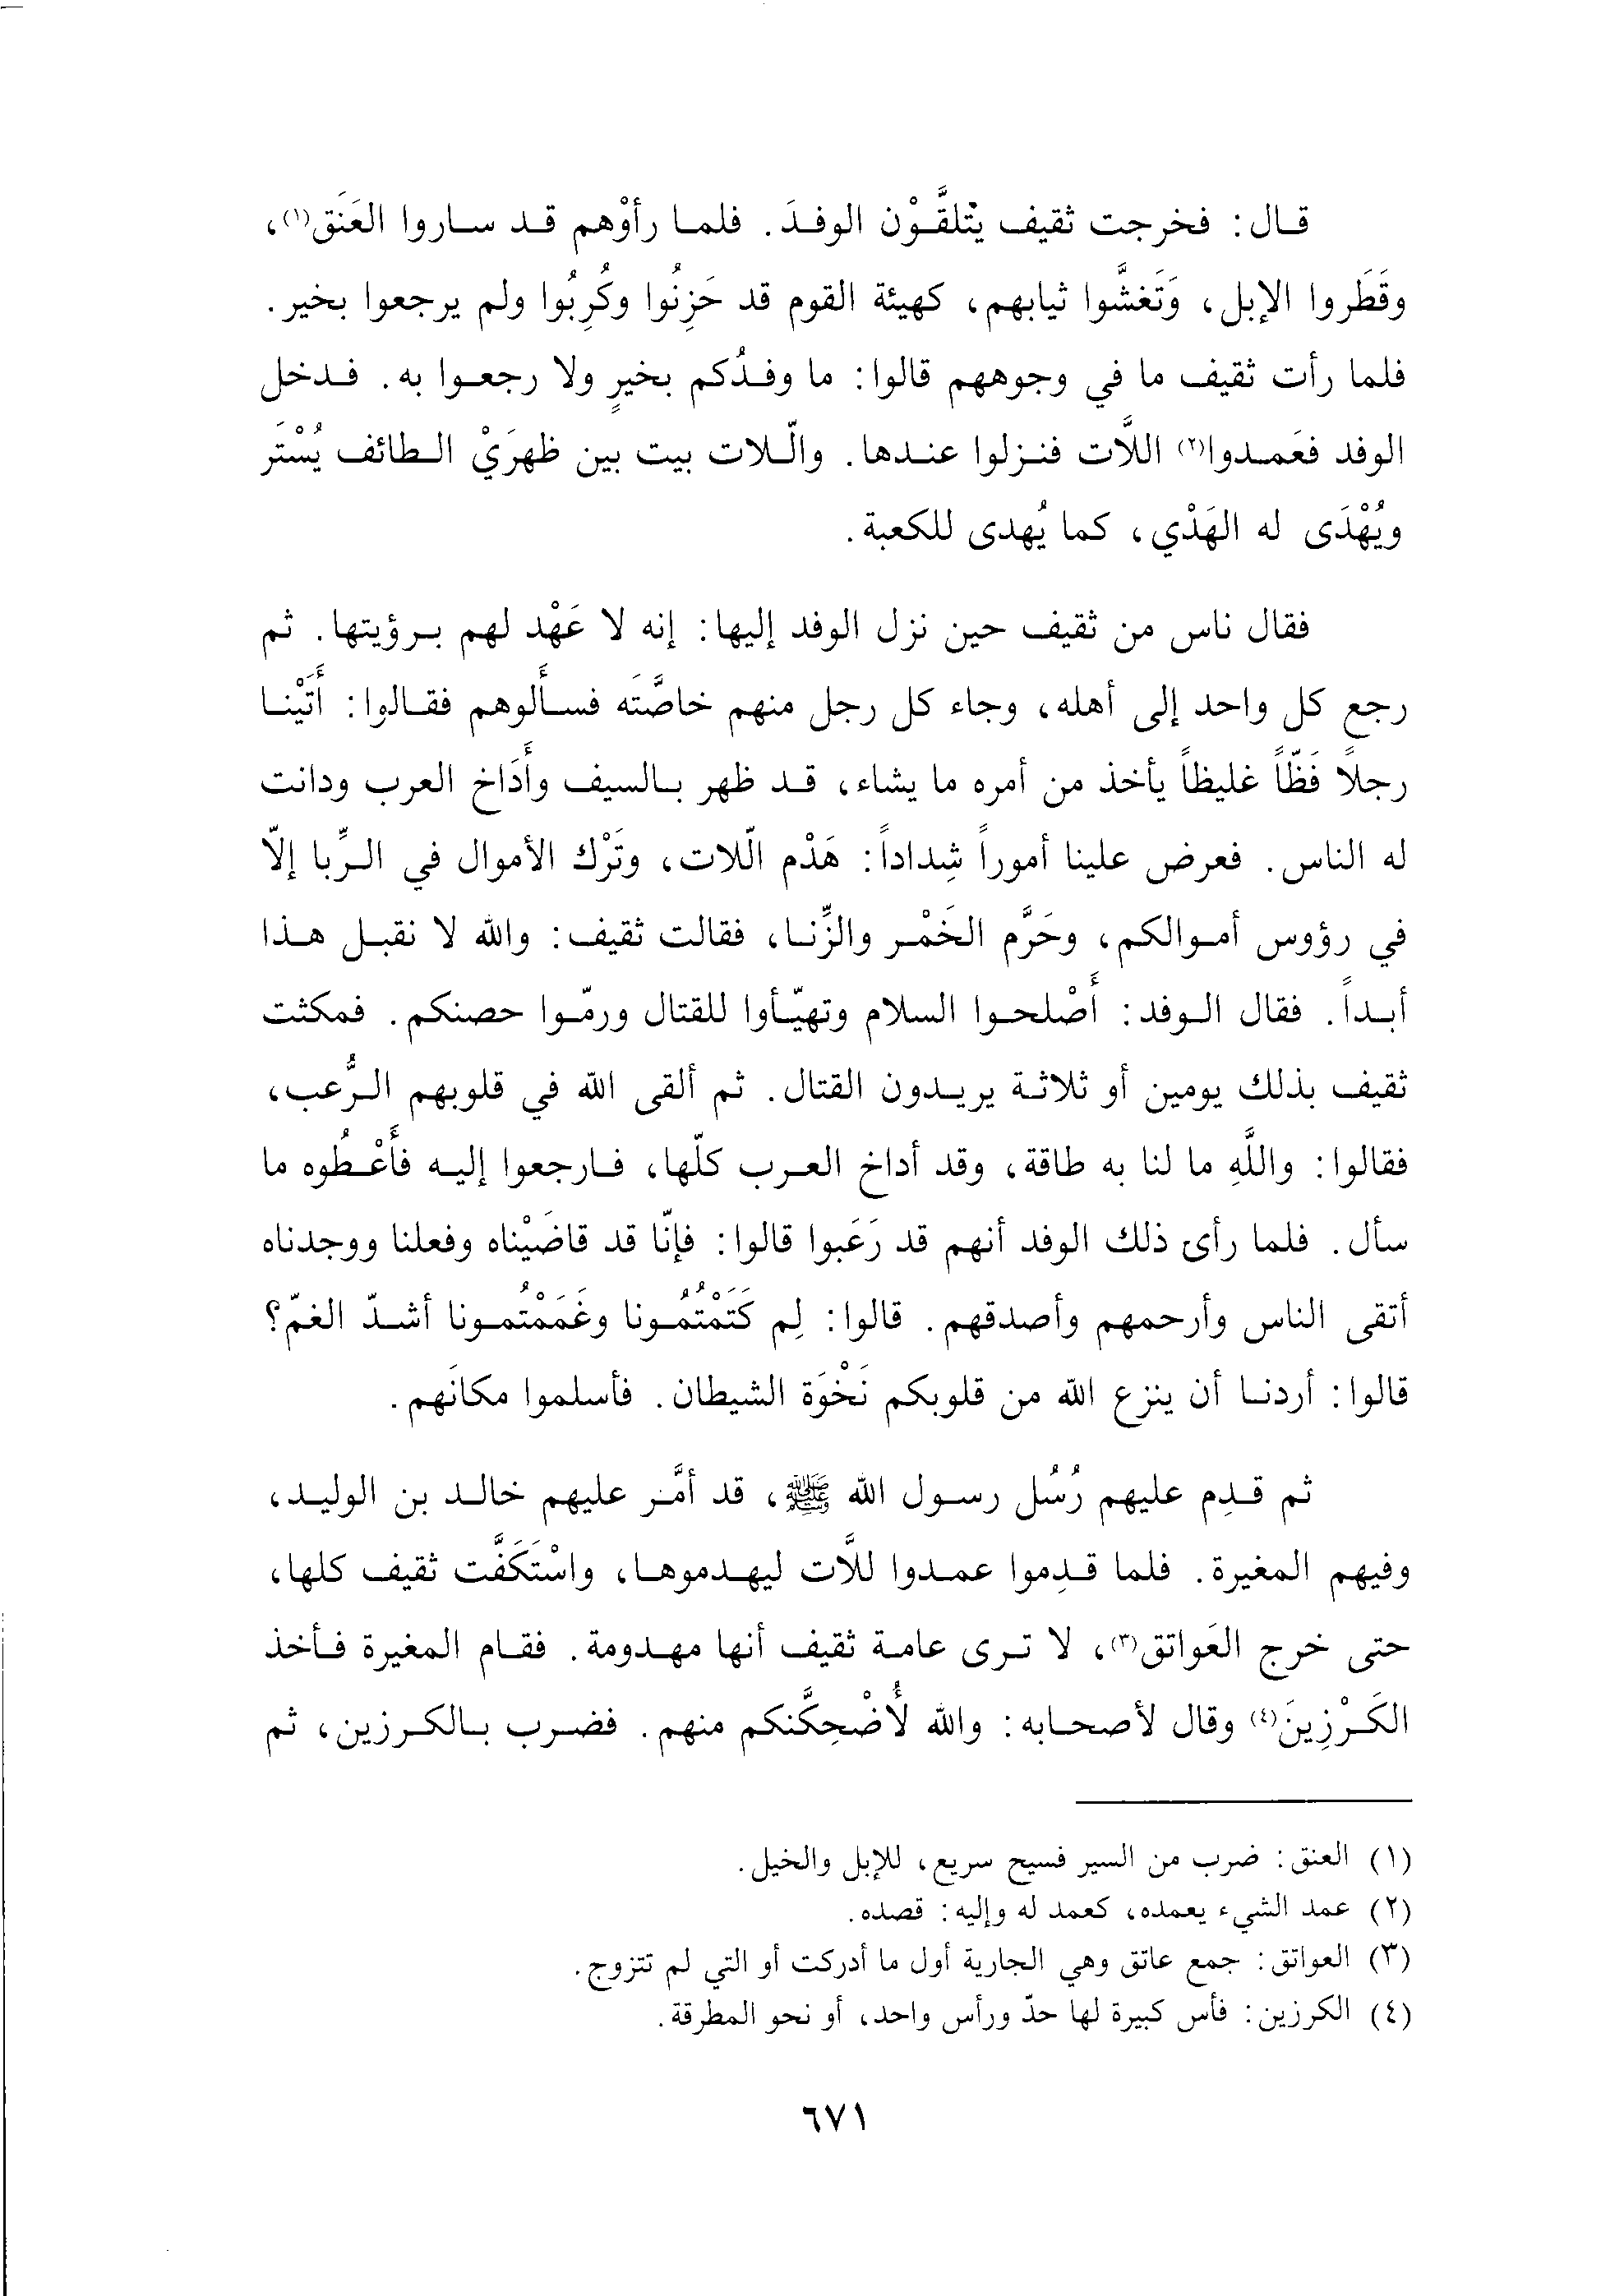 قال: فخرجت ثقيف يتلقَّوْن الوفدَ. فلما رأوْهم قد ساروا العَنَق(١)،
وقَطَروا الإبل، وَتَغشَّوا ثيابهم، كهيئة القوم قد حَزِنُوا وكُرِبُوا ولم يرجعوا بخير.
فلما رأت ثقيف ما في وجوههم قالوا: ما وفدُكم بخيرٍ ولا رجعوا به. فدخل
الوفد فعَمدوا(٢) اللَّات فنزلوا عندها. والّلات بيت بين ظهرَيْ الطائف يُسْتَر
ويُهْدَى له الهَدْي، كما يُهدى للكعبة.
فقال ناس من ثقيف حين نزل الوفد إليها: إنه لا عَهْد لهم برؤيتها. ثم
رجع كل واحد إلى أهله، وجاء كل رجل منهم خاصَّتَه فسأَلوهم فقالوا: أَتَيْنا
رجلاً فَظّاً غليظاً يأخذ من أمره ما يشاء، قد ظهر بالسيف وأَدَاخ العرب ودانت
له الناس. فعرض علينا أموراً شِداداً: هَدْم الّلات، وتَرْك الأموال في الرِّبا إلاّ
في رؤوس أموالكم، وحَرَّم الخَمْر والزِّنا، فقالت ثقيف: والله لا نقبل هذا
أبداً. فقال الوفد: أَصْلحوا السلام وتهيّأوا للقتال ورمّوا حصنكم. فمكثت
ثقيف بذلك يومين أو ثلاثة يريدون القتال. ثم ألقى الله في قلوبهم الرُّعب،
فقالوا: واللَّهِ ما لنا به طاقة، وقد أداخ العرب كلّها، فارجعوا إليه فأَعْطُوه ما
سأل. فلما رأى ذلك الوفد أنهم قد رَعَبوا قالوا: فإنّا قد قاضَيْناه وفعلنا ووجدناه
أتقى الناس وأرحمهم وأصدقهم. قالوا: لِم كَتَمْتُمُونا وغَمَمْتُمونا أشدّ الغمّ؟
قالوا: أردنا أن ينزع الله من قلوبكم نَخْوَة الشيطان. فأسلموا مكانَهم.
ثم قدِم عليهم رُسُل رسول الله ﷺ، قد أمَّر عليهم خالد بن الوليد،
وفيهم المغيرة. فلما قدِموا عمدوا للَّات ليهدموها، واسْتَكَفَّت ثقيف كلها،
حتى خرج العَواتق(٣)، لا ترى عامة ثقيف أنها مهدومة. فقام المغيرة فأخذ
الكَرْزِينَ(٤) وقال لأصحابه: والله لأُضْحِكَّنكم منهم. فضرب بالكرزين، ثم
(١) العنق: ضرب من السير فسيح سريع، للإبل والخيل.
(٢) عمد الشيء يعمده، كعمد له وإليه: قصده.
(٣) العواتق: جمع عاتق وهي الجارية أول ما أدركت أو التي لم تتزوج.
(٤) الكرزين: فأس كبيرة لها حدّ ورأس واحد، أو نحو المطرقة.
٦٧١